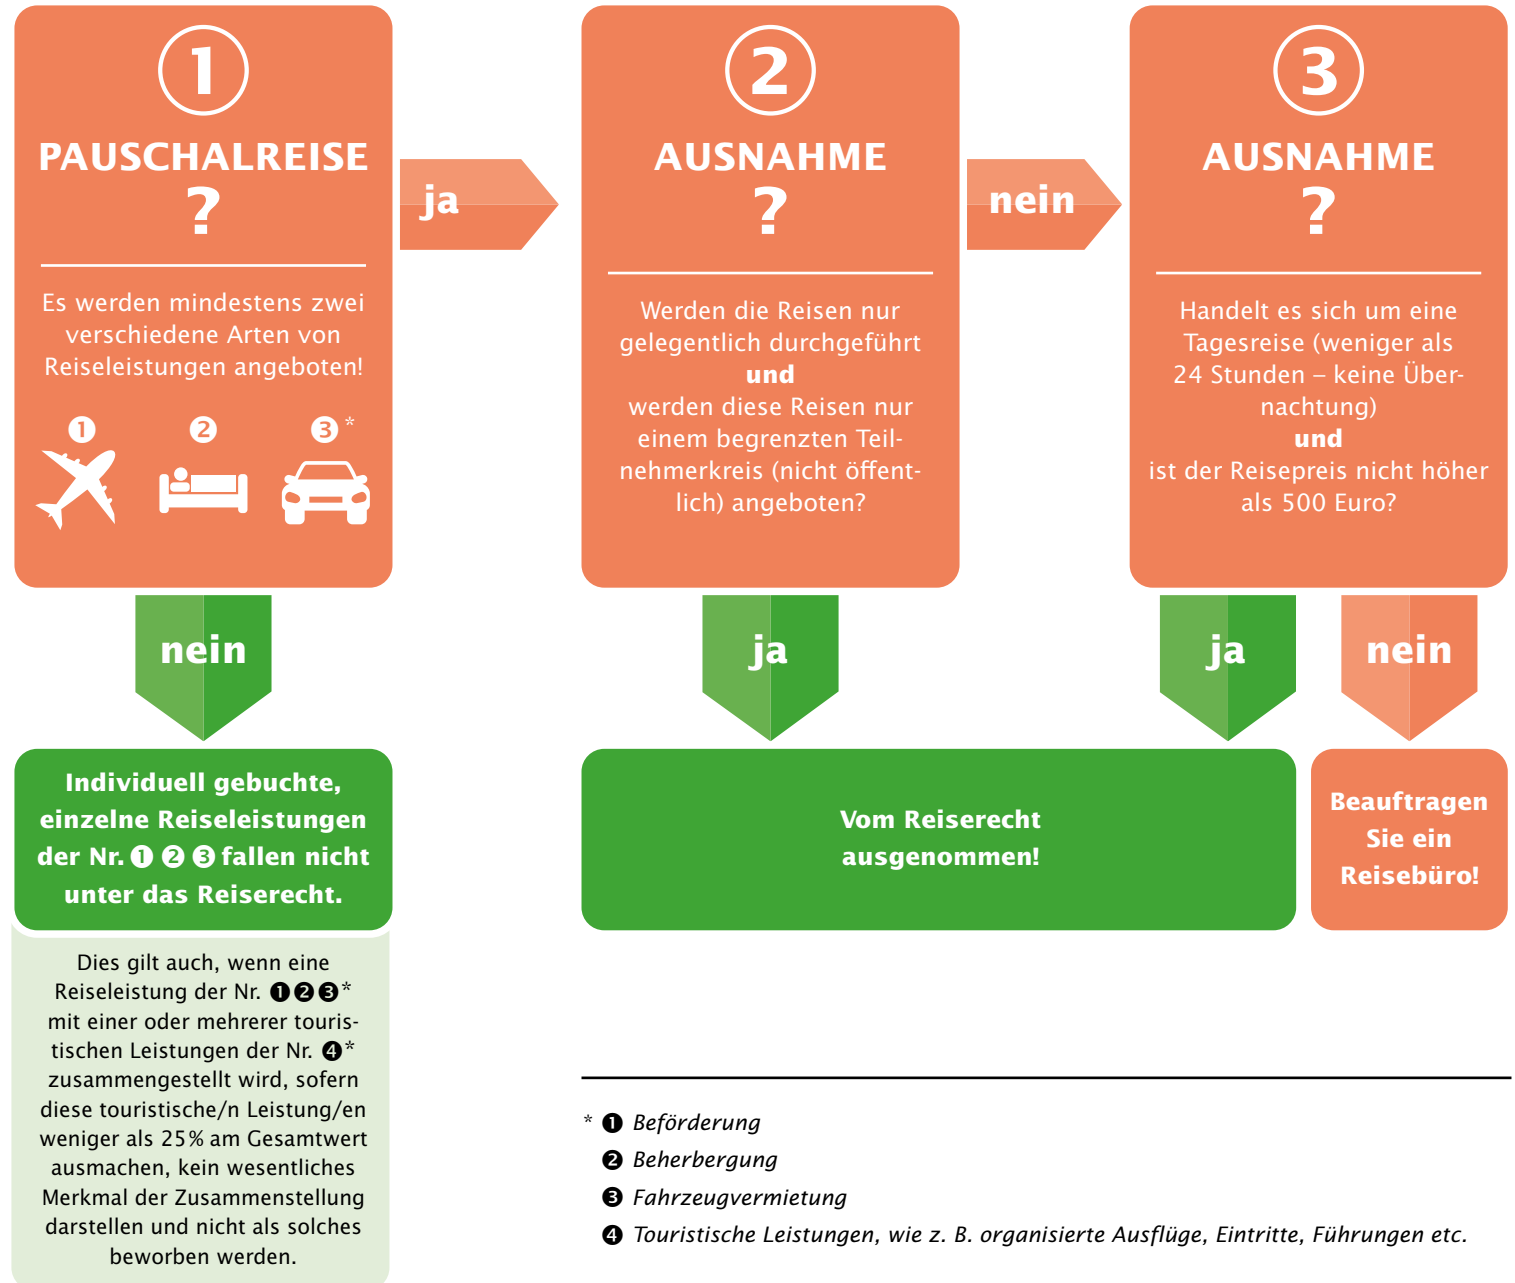 1
PAUSCHALREISE
?
Es werden mindestens zwei
verschiedene Arten von
Reiseleistungen angeboten!
❶ ❷ ❸ *
ja
2
AUSNAHME
?
Werden die Reisen nur
gelegentlich durchgeführt
und
werden diese Reisen nur
einem begrenzten Teil-
nehmerkreis (nicht öffent-
lich) angeboten?
nein
3
AUSNAHME
?
Handelt es sich um eine
Tagesreise (weniger als
24 Stunden – keine Über-
nachtung)
und
ist der Reisepreis nicht höher
als 500 Euro?
nein
ja
ja
nein
Individuell gebuchte,
einzelne Reiseleistungen
der Nr. ❶ ❷ ❸ fallen nicht
unter das Reiserecht.
Dies gilt auch, wenn eine
Reiseleistung der Nr. ❶❷❸*
mit einer oder mehrerer touris-
tischen Leistungen der Nr. ❹*
zusammengestellt wird, sofern
diese touristische/n Leistung/en
weniger als 25% am Gesamtwert
ausmachen, kein wesentliches
Merkmal der Zusammenstellung
darstellen und nicht als solches
beworben werden.
Vom Reiserecht
ausgenommen!
Beauftragen
Sie ein
Reisebüro!
* ❶ Beförderung
❷ Beherbergung
❸ Fahrzeugvermietung
❹ Touristische Leistungen, wie z. B. organisierte Ausflüge, Eintritte, Führungen etc.